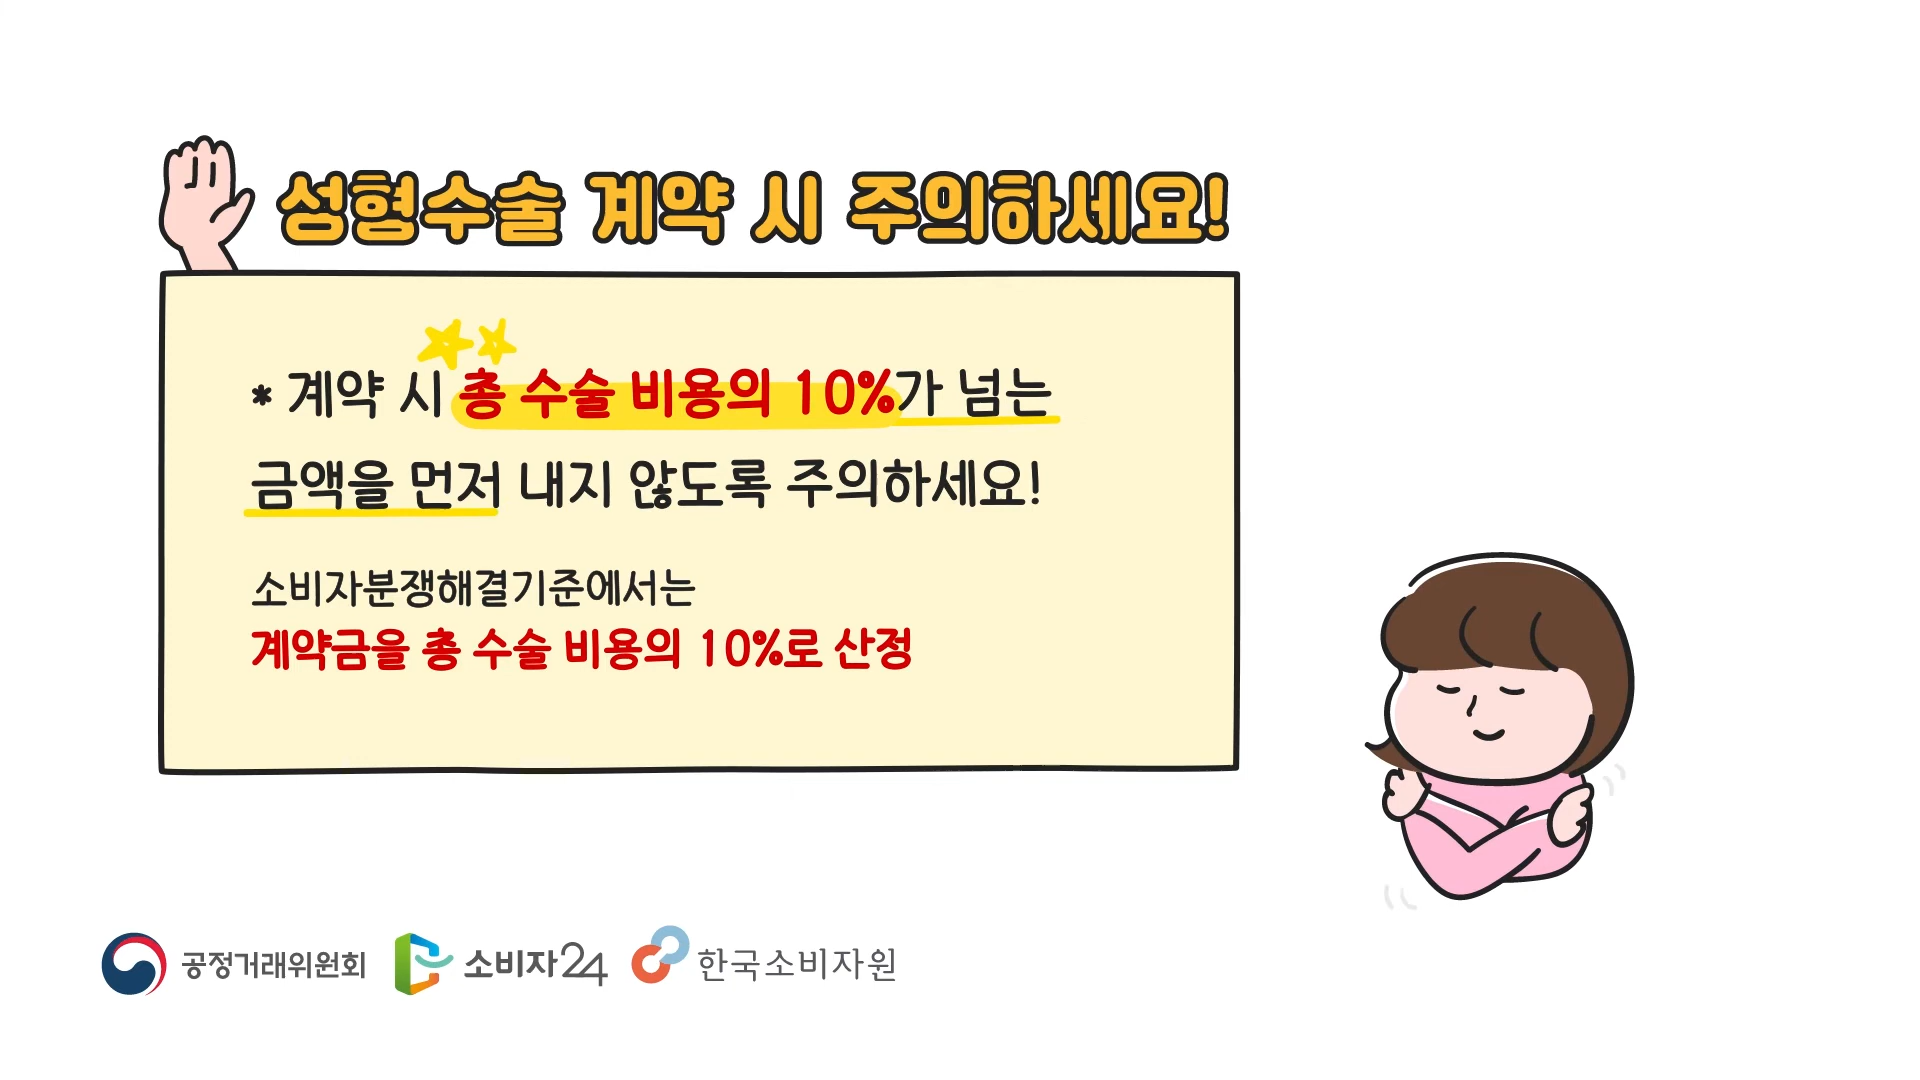 성형수술 계약 시 주의하세요!
* 계약 시 총 수술 비용의 10%가 넘는
금액을 먼저 내지 않도록 주의하세요!
소비자분쟁해결기준에서는
계약금을 총 수술 비용의 10%로 산정
공정거래위원회 소비자24 한국소비자원